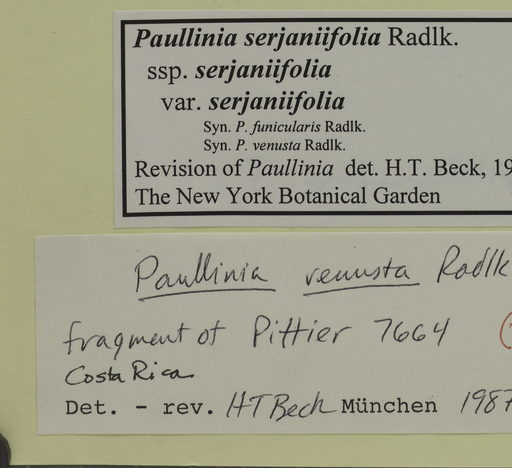 Paullinia serjaniifolia Radlk.
ssp. serjaniifolia
var. serjaniifolia
Syn. P. funicularis Radlk.
Syn. P. venusta Radlk.
Revision of Paullinia det. H.T. Beck, 19
The New York Botanical Garden
Paullinia venusta Radlk
fragment of Pittier 7664
Costa Rica
Det. - rev. HT Beck München 1987